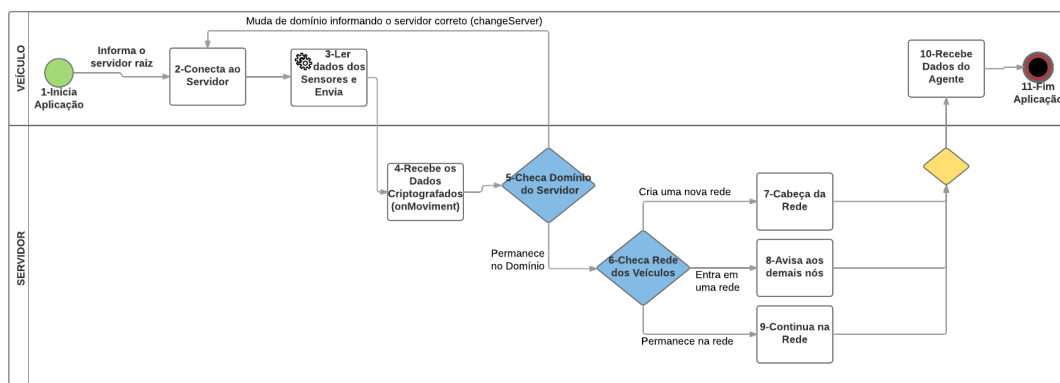 Muda de domínio informando o servidor correto (changeServer)
VEÍCULO
Informa o
servidor raiz
1-Inicia
Aplicação
2-Conecta ao
Servidor
3-Ler
dados dos
Sensores e
Envia
10-Recebe
Dados do
Agente
11-Fim
Aplicação
SERVIDOR
4-Recebe os
Dados
Criptografados
(onMoviment)
5-Checa Domínio
do Servidor
Permanece
no Domínio
6-Checa Rede
dos Veículos
Cria uma nova rede
Entra em
uma rede
Permanece na rede
7-Cabeça da
Rede
8-Avisa aos
demais nós
9-Continua na
Rede